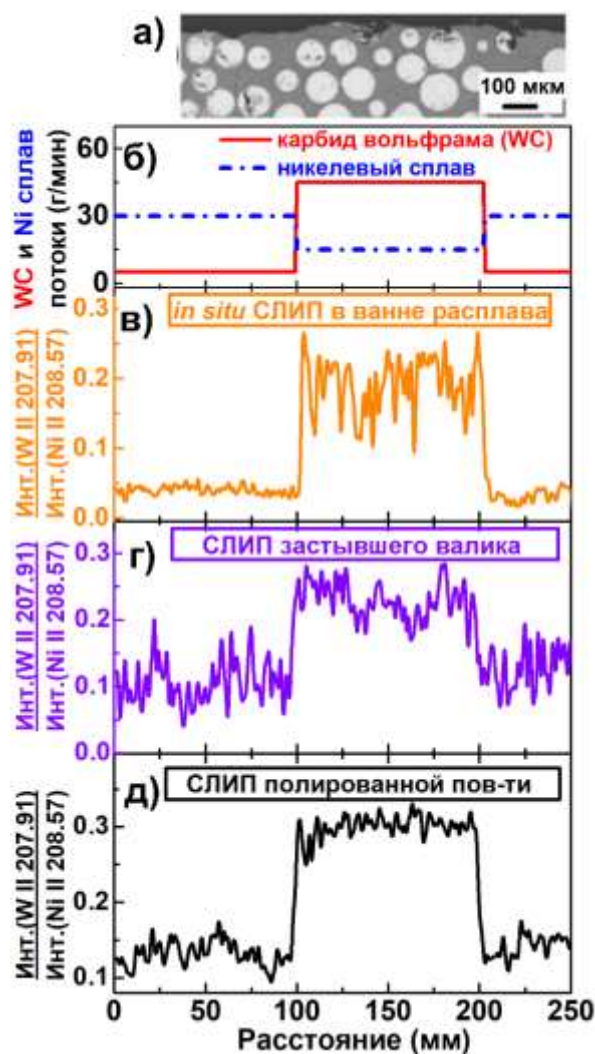 а)
100 мкм
WC и Ni сплав
потоки (г/мин)
60
30
0
б)
карбид вольфрама (WC)
никелевый сплав
Инт.(W II 207.91)
Инт.(Ni II 208.57)
0.3
0.2
0.1
0.0
в)
in situ СЛИП в ванне расплава
Инт.(W II 207.91)
Инт.(Ni II 208.57)
0.3
0.2
0.1
0.0
г)
СЛИП застывшего валика
Инт.(W II 207.91)
Инт.(Ni II 208.57)
0.3
0.2
0.1
д)
СЛИП полированной пов-ти
0 50 100 150 200 250
Расстояние (мм)